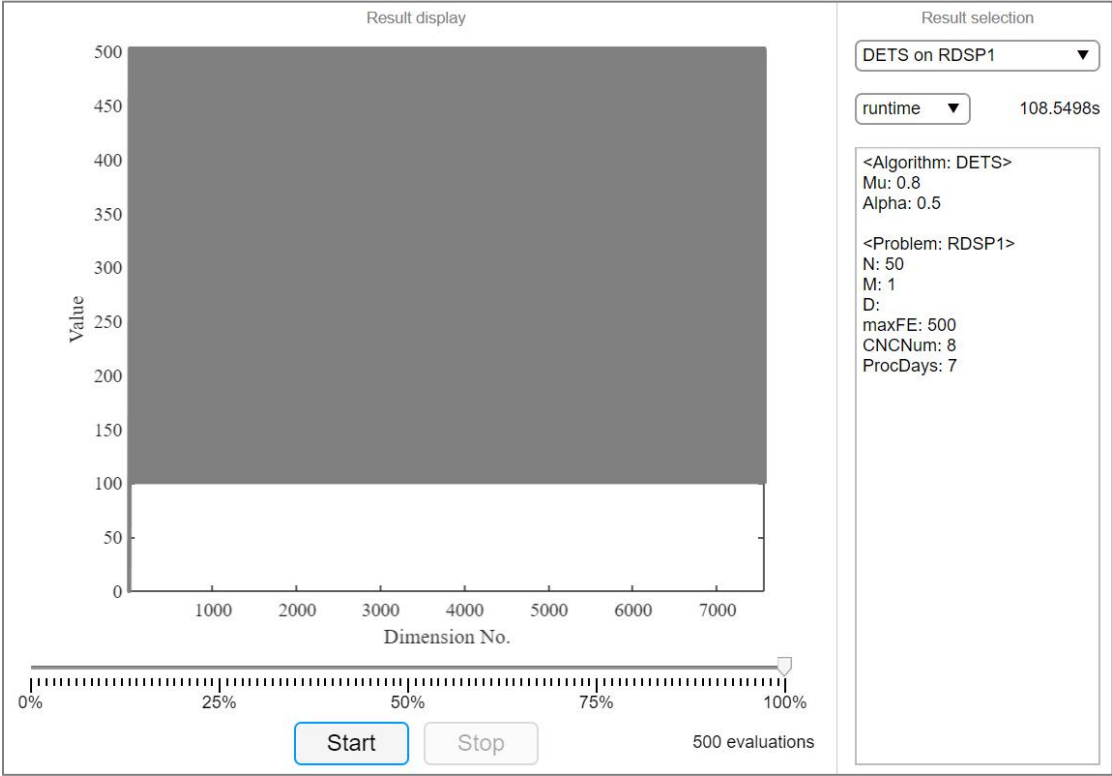 Result display
500
450
400
350
300
250
200
150
100
50
0
Value
1000 2000 3000 4000 5000 6000 7000
Dimension No.
0% 25% 50% 75% 100%
Start Stop 500 evaluations
Result selection
DETS on RDSP1
runtime 108.5498s
<Algorithm: DETS>
Mu: 0.8
Alpha: 0.5
<Problem: RDSP1>
N: 50
M: 1
D:
maxFE: 500
CNCNum: 8
ProcDays: 7